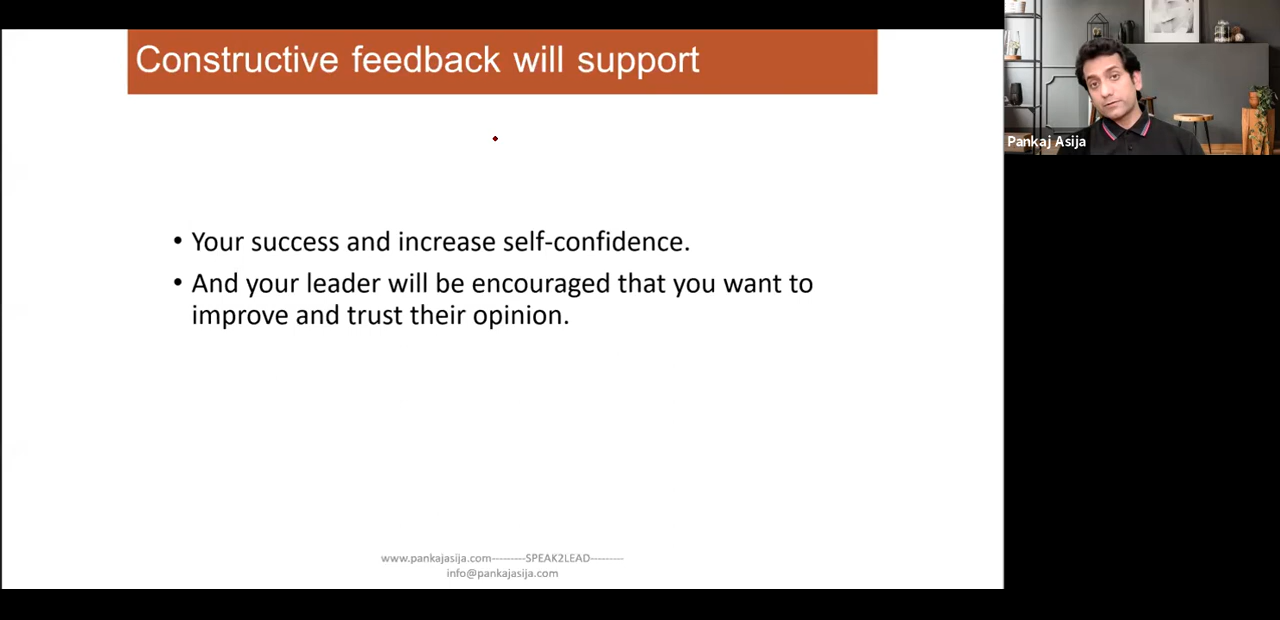 Constructive feedback will support
Pankaj Asija
• Your success and increase self-confidence.
• And your leader will be encouraged that you want to
improve and trust their opinion.
www.pankajasija.com---------SPEAK2LEAD---------
info@pankajasija.com